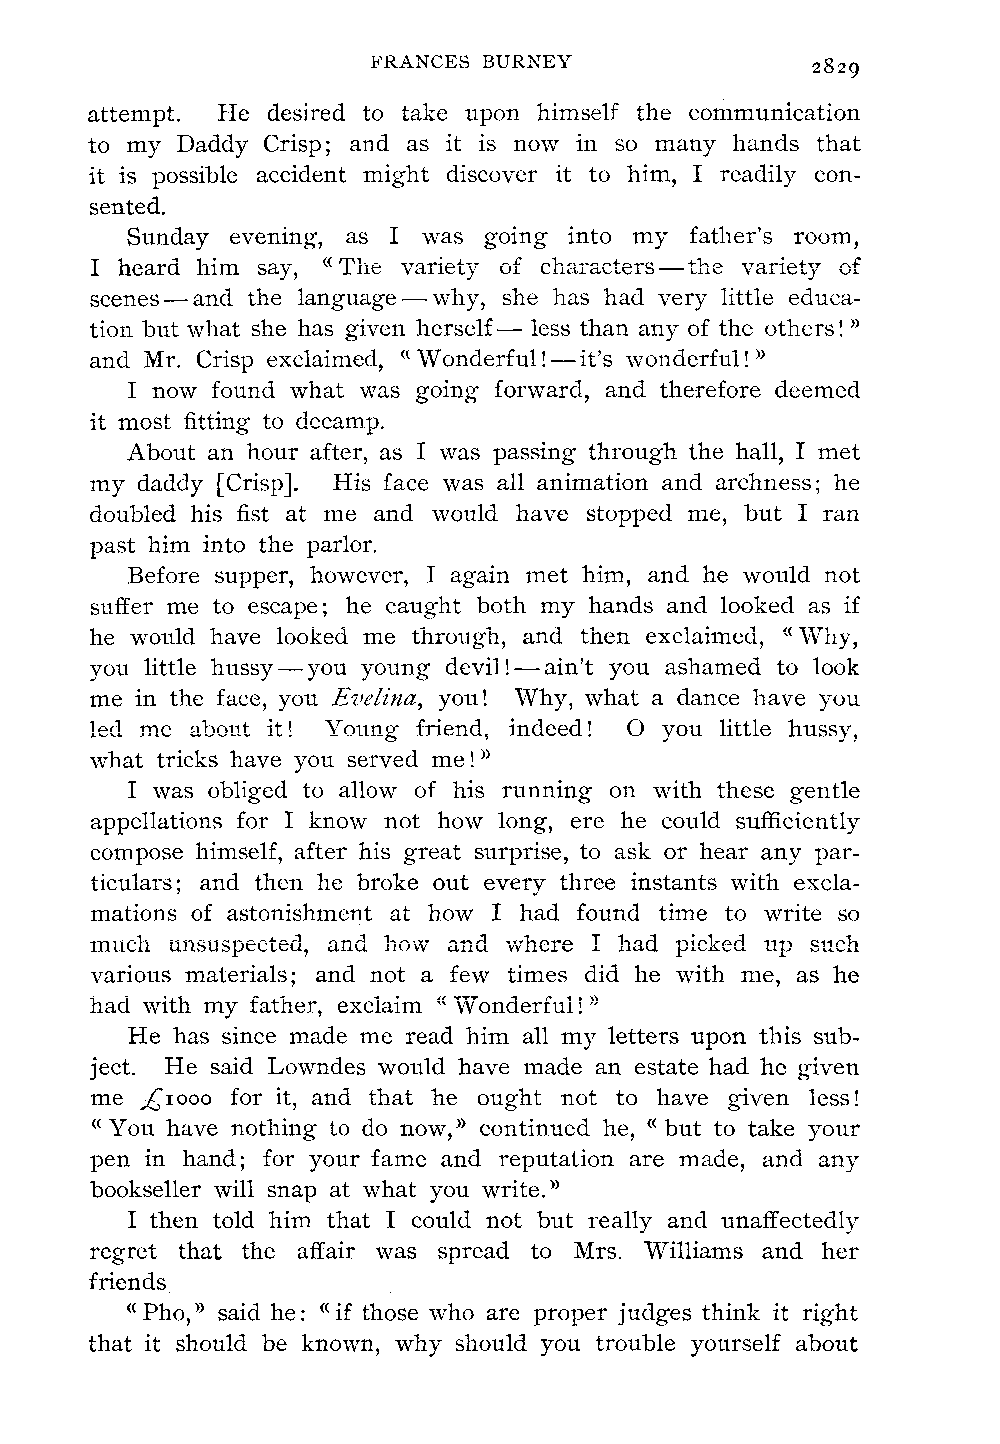 FRANCES BURNEY 2829
attempt. He desired to take upon himself the communication
to my Daddy Crisp; and as it is now in so many hands that
it is possible accident might discover it to him, I readily con-
sented.
Sunday evening, as I was going into my father's room,
I heard him say, “The variety of characters—the variety of
scenes—and the language—why, she has had very little educa-
tion but what she has given herself—less than any of the others!”
and Mr. Crisp exclaimed, “Wonderful!—it's wonderful!”
I now found what was going forward, and therefore deemed
it most fitting to decamp.
About an hour after, as I was passing through the hall, I met
my daddy [Crisp]. His face was all animation and archness; he
doubled his fist at me and would have stopped me, but I ran
past him into the parlor.
Before supper, however, I again met him, and he would not
suffer me to escape; he caught both my hands and looked as if
he would have looked me through, and then exclaimed, “Why,
you little hussy—you young devil!—ain't you ashamed to look
me in the face, you Evelina, you! Why, what a dance have you
led me about it! Young friend, indeed! O you little hussy,
what tricks have you served me!”
I was obliged to allow of his running on with these gentle
appellations for I know not how long, ere he could sufficiently
compose himself, after his great surprise, to ask or hear any par-
ticulars; and then he broke out every three instants with excla-
mations of astonishment at how I had found time to write so
much unsuspected, and how and where I had picked up such
various materials; and not a few times did he with me, as he
had with my father, exclaim “Wonderful!”
He has since made me read him all my letters upon this sub-
ject. He said Lowndes would have made an estate had he given
me £1000 for it, and that he ought not to have given less!
“You have nothing to do now,” continued he, “but to take your
pen in hand; for your fame and reputation are made, and any
bookseller will snap at what you write.”
I then told him that I could not but really and unaffectedly
regret that the affair was spread to Mrs. Williams and her
friends
“Pho,” said he: “if those who are proper judges think it right
that it should be known, why should you trouble yourself about